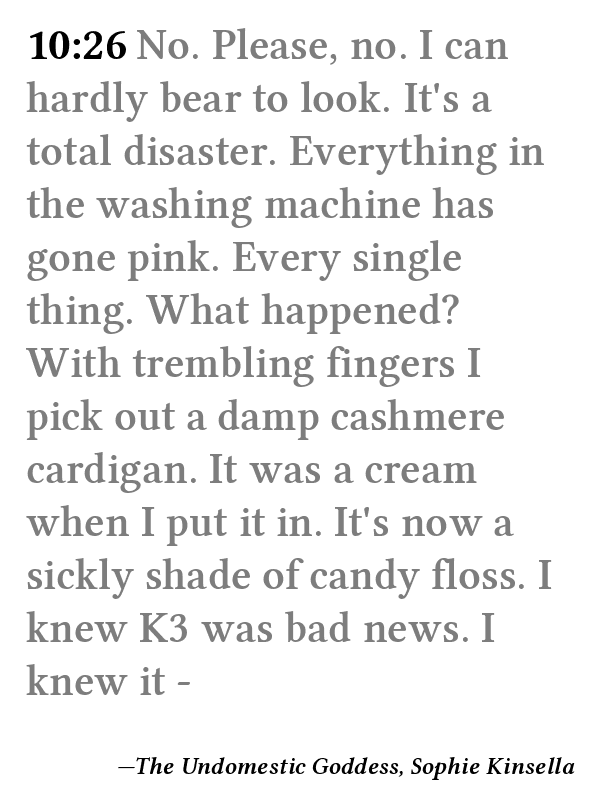 10:26 No. Please, no. I can
hardly bear to look. It's a
total disaster. Everything in
the washing machine has
gone pink. Every single
thing. What happened?
With trembling fingers I
pick out a damp cashmere
cardigan. It was a cream
when I put it in. It's now a
sickly shade of candy floss. I
knew K3 was bad news. I
knew it -
—The Undomestic Goddess, Sophie Kinsella